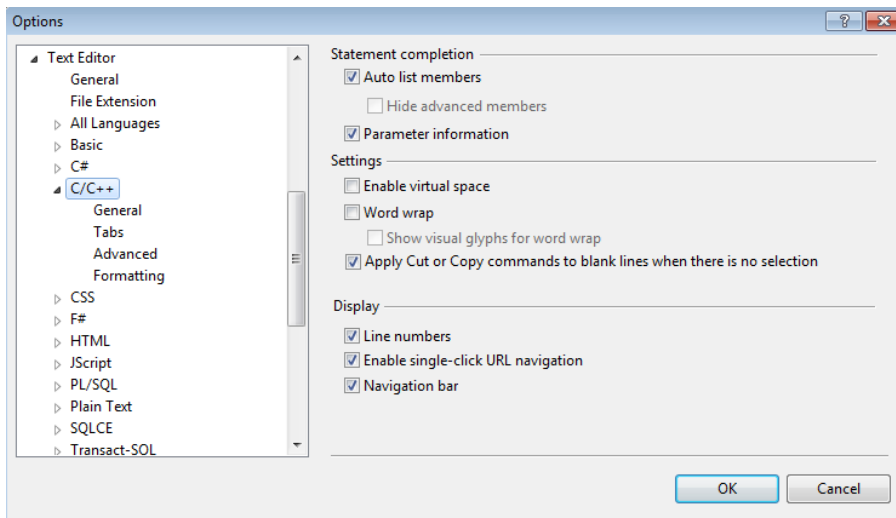 Options
Text Editor
General
File Extension
All Languages
Basic
C#
C/C++
General
Tabs
Advanced
Formatting
CSS
F#
HTML
JScript
PL/SQL
Plain Text
SQLCE
Transact-SQL
Statement completion
Auto list members
Hide advanced members
Parameter information
Settings
Enable virtual space
Word wrap
Show visual glyphs for word wrap
Apply Cut or Copy commands to blank lines when there is no selection
Display
Line numbers
Enable single-click URL navigation
Navigation bar
OK
Cancel